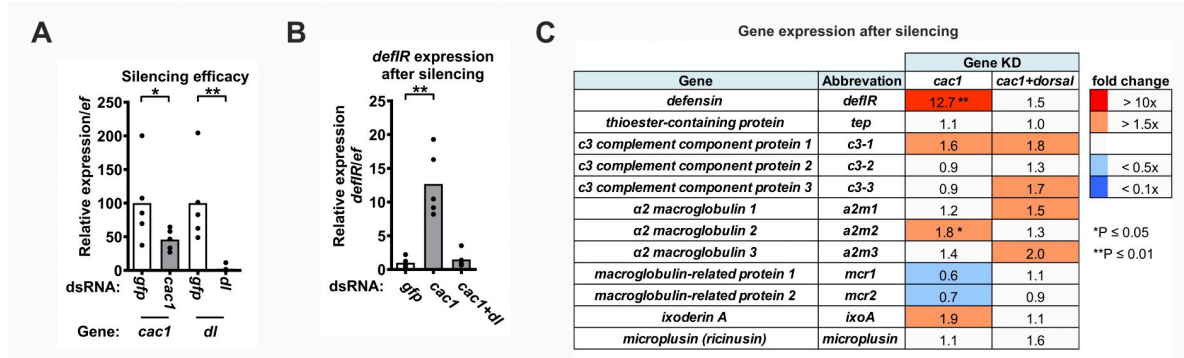 A
Silencing efficacy
* **
Relative expression/ef
250
200
150
100
50
0
dsRNA: gfp cac1 gfp dl
Gene: cac1 dl
B
defIR expression
after silencing
**
Relative expression
defIR/ef
25
20
15
10
5
0
dsRNA: gfp cac1 cac1+dl
C
Gene expression after silencing
Gene KD
Gene Abbrevation cac1 cac1+dorsal
defensin defIR 12.7 ** 1.5
thioester-containing protein tep 1.1 1.0
c3 complement component protein 1 c3-1 1.6 1.8
c3 complement component protein 2 c3-2 0.9 1.3
c3 complement component protein 3 c3-3 0.9 1.7
α2 macroglobulin 1 a2m1 1.2 1.5
α2 macroglobulin 2 a2m2 1.8 * 1.3
α2 macroglobulin 3 a2m3 1.4 2.0
macroglobulin-related protein 1 mcr1 0.6 1.1
macroglobulin-related protein 2 mcr2 0.7 0.9
ixoderin A ixoA 1.9 1.1
microplusin (ricinusin) microplusin 1.1 1.6
fold change
> 10x
> 1.5x
< 0.5x
< 0.1x
*P ≤ 0.05
**P ≤ 0.01